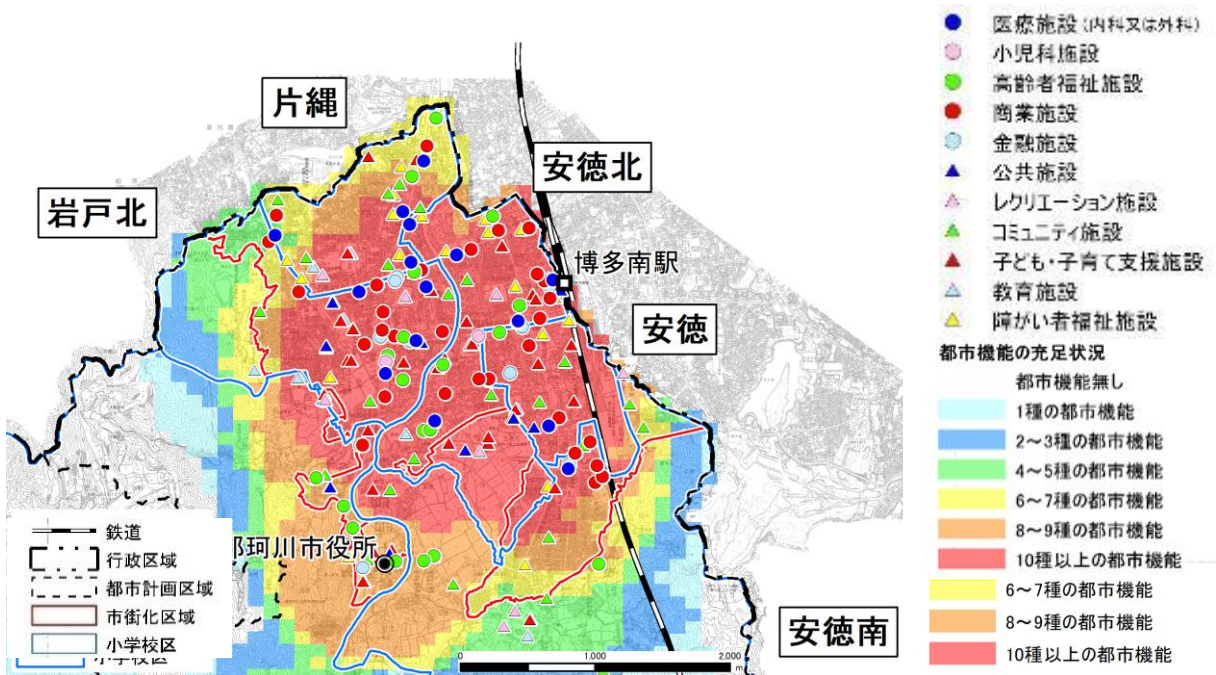 片縄
安徳北
岩戸北
博多南駅
安徳
那珂川市役所
安徳南
鉄道
行政区域
都市計画区域
市街化区域
小学校区
小学校区
0 1,000 2,000
m
医療施設(内科又は外科)
小児科施設
高齢者福祉施設
商業施設
金融施設
公共施設
レクリエーション施設
コミュニティ施設
子ども・子育て支援施設
教育施設
障がい者福祉施設
都市機能の充足状況
都市機能無し
1種の都市機能
2~3種の都市機能
4~5種の都市機能
6~7種の都市機能
8~9種の都市機能
10種以上の都市機能
6~7種の都市機能
8~9種の都市機能
10種以上の都市機能